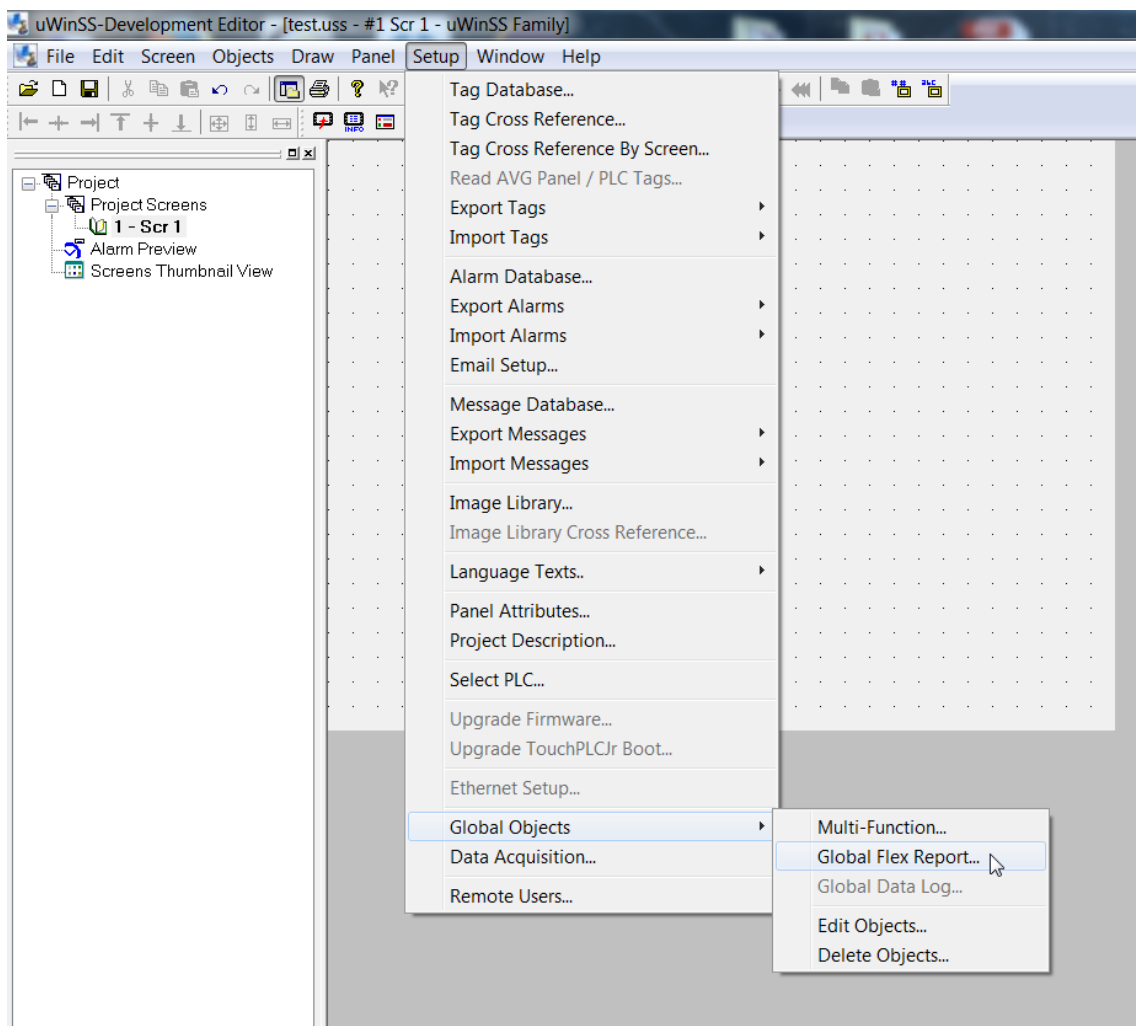 uWinSS-Development Editor - [test.uss - #1 Scr 1 - uWinSS Family]
File Edit Screen Objects Draw Panel Setup Window Help
INFO
abc
Project
Project Screens
1 - Scr 1
Alarm Preview
Screens Thumbnail View
Tag Database...
Tag Cross Reference...
Tag Cross Reference By Screen...
Read AVG Panel / PLC Tags...
Export Tags
Import Tags
Alarm Database...
Export Alarms
Import Alarms
Email Setup...
Message Database...
Export Messages
Import Messages
Image Library...
Image Library Cross Reference...
Language Texts..
Panel Attributes...
Project Description...
Select PLC...
Upgrade Firmware...
Upgrade TouchPLCJr Boot...
Ethernet Setup...
Global Objects
Data Acquisition...
Remote Users...
Multi-Function...
Global Flex Report...
Global Data Log...
Edit Objects...
Delete Objects...